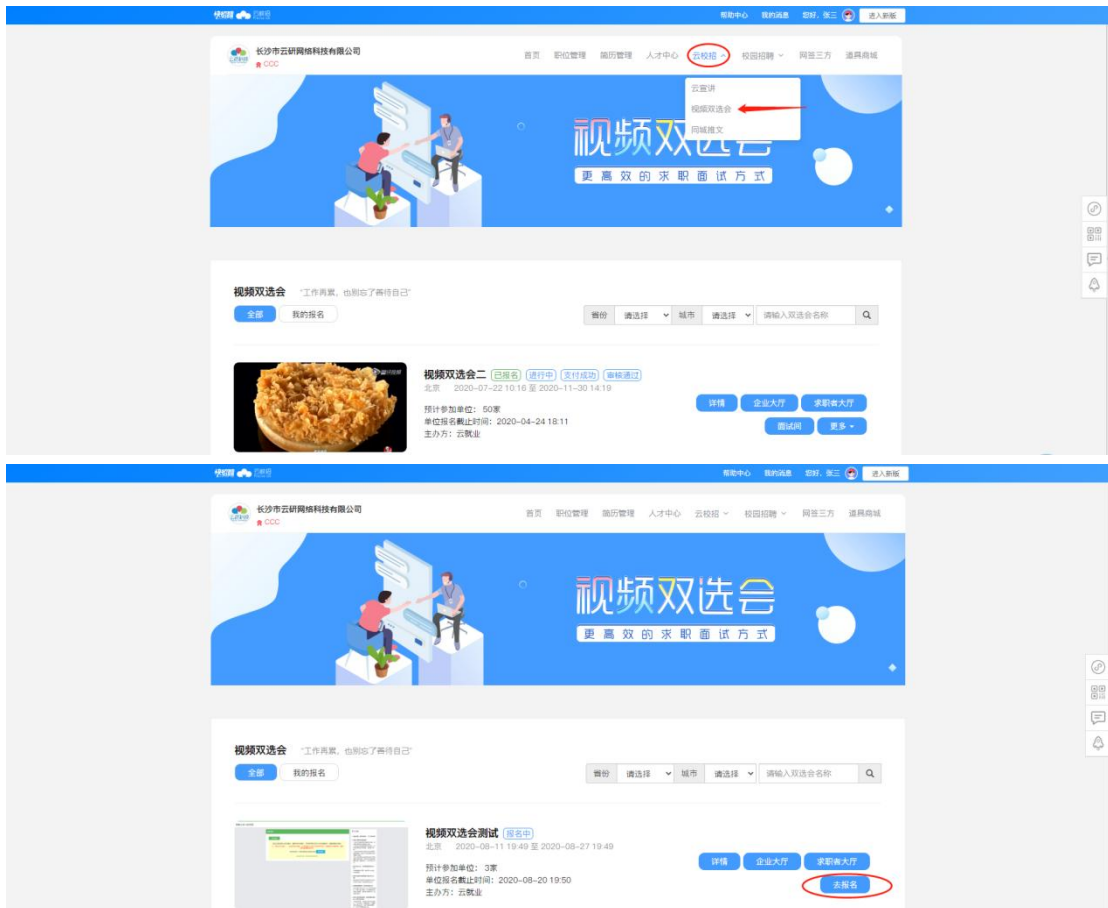 快招聘 云校招 帮助中心 我的消息 您好，张三 进入新版
长沙市云研网络科技有限公司
CCC
首页 职位管理 简历管理 人才中心 云校招 校园招聘 网签三方 道具商城
云宣讲
视频双选会
同城推文
视频双选会
更高效的求职面试方式
视频双选会 "工作再累，也别忘了善待自己"
全部 我的报名 省份 请选择 城市 请选择 请输入双选会名称
视频双选会二 已报名 进行中 支付成功 审核通过
北京 2020-07-22 10:16 至 2020-11-30 14:19
详情 企业大厅 求职者大厅
预计参加单位： 50家
单位报名截止时间：2020-04-24 18:11
面试间 更多
主办方：云就业
快招聘 云校招 帮助中心 我的消息 您好，张三 进入新版
长沙市云研网络科技有限公司
CCC
首页 职位管理 简历管理 人才中心 云校招 校园招聘 网签三方 道具商城
视频双选会
更高效的求职面试方式
视频双选会 "工作再累，也别忘了善待自己"
全部 我的报名 省份 请选择 城市 请选择 请输入双选会名称
视频双选会测试 报名中
北京 2020-08-11 19:49 至 2020-08-27 19:49
详情 企业大厅 求职者大厅
预计参加单位： 3家
单位报名截止时间：2020-08-20 19:50
去报名
主办方：云就业